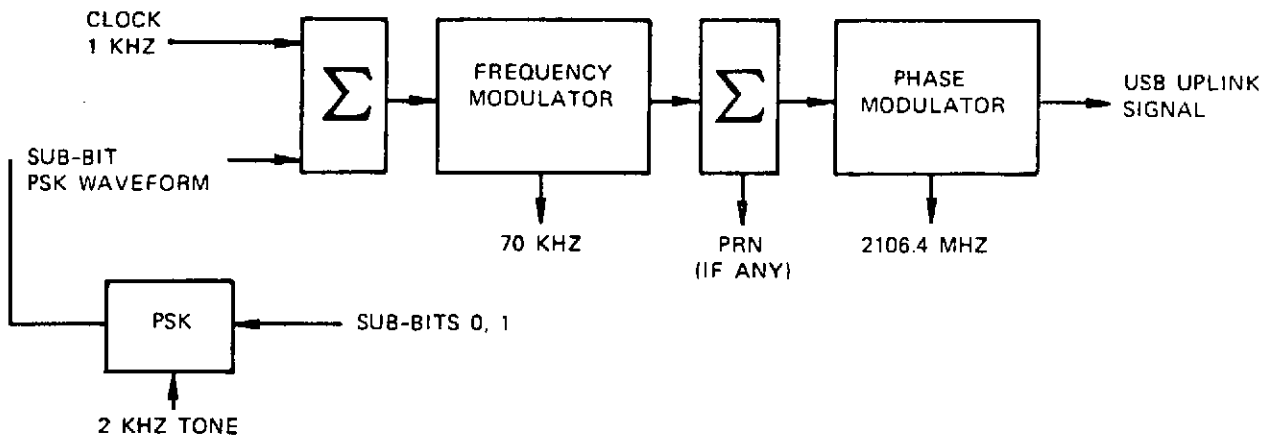 CLOCK
1 KHZ
Σ
FREQUENCY
MODULATOR
Σ
PHASE
MODULATOR
USB UPLINK
SIGNAL
SUB-BIT
PSK WAVEFORM
70 KHZ
PRN
(IF ANY)
2106.4 MHZ
PSK
SUB-BITS 0, 1
2 KHZ TONE